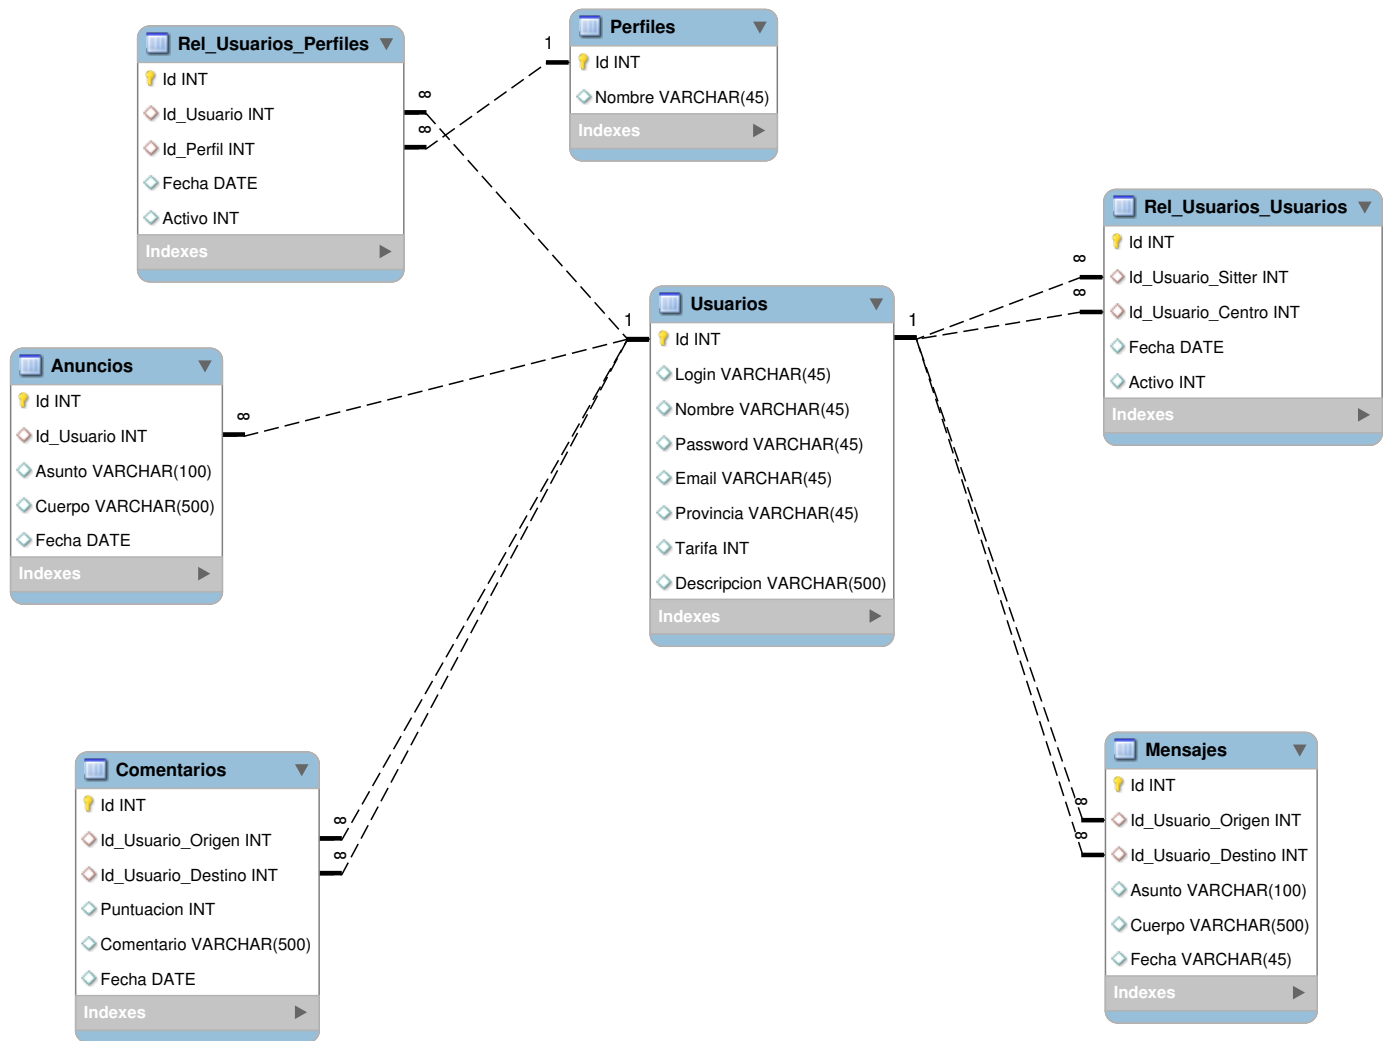 Rel_Usuarios_Perfiles
Id INT
Id_Usuario INT
Id_Perfil INT
Fecha DATE
Activo INT
Indexes
∞
∞
1
Perfiles
Id INT
Nombre VARCHAR(45)
Indexes
Rel_Usuarios_Usuarios
Id INT
Id_Usuario_Sitter INT
Id_Usuario_Centro INT
Fecha DATE
Activo INT
Indexes
∞
∞
1
Usuarios
Id INT
Login VARCHAR(45)
Nombre VARCHAR(45)
Password VARCHAR(45)
Email VARCHAR(45)
Provincia VARCHAR(45)
Tarifa INT
Descripcion VARCHAR(500)
Indexes
1
Anuncios
Id INT
Id_Usuario INT
Asunto VARCHAR(100)
Cuerpo VARCHAR(500)
Fecha DATE
Indexes
∞
Comentarios
Id INT
Id_Usuario_Origen INT
Id_Usuario_Destino INT
Puntuacion INT
Comentario VARCHAR(500)
Fecha DATE
Indexes
∞
∞
Mensajes
Id INT
Id_Usuario_Origen INT
Id_Usuario_Destino INT
Asunto VARCHAR(100)
Cuerpo VARCHAR(500)
Fecha VARCHAR(45)
Indexes
∞
∞